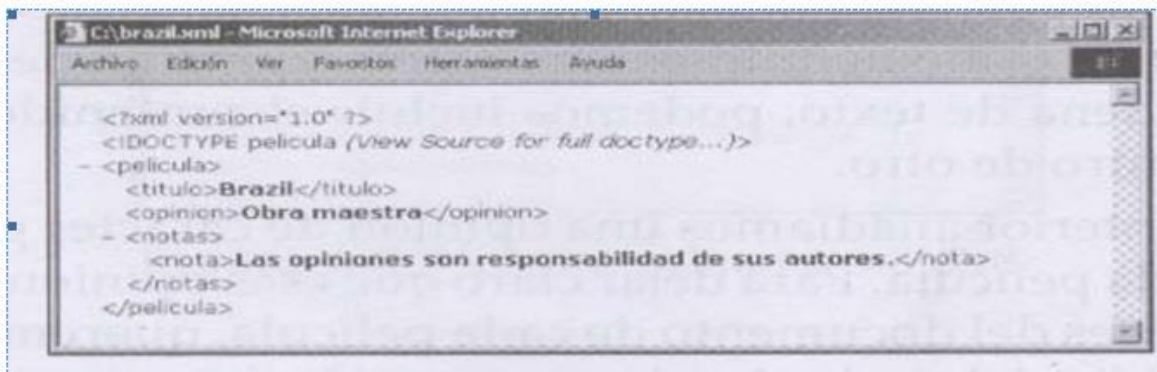 C:\brazil.xml - Microsoft Internet Explorer
Archivo Edición Ver Favoritos Herramientas Ayuda
<?xml version="1.0" ?>
<!DOCTYPE pelicula (View Source for full doctype...)>
- <pelicula>
<titulo>Brazil</titulo>
<opinion>Obra maestra</opinion>
- <notas>
<nota>Las opiniones son responsabilidad de sus autores.</nota>
</notas>
</pelicula>